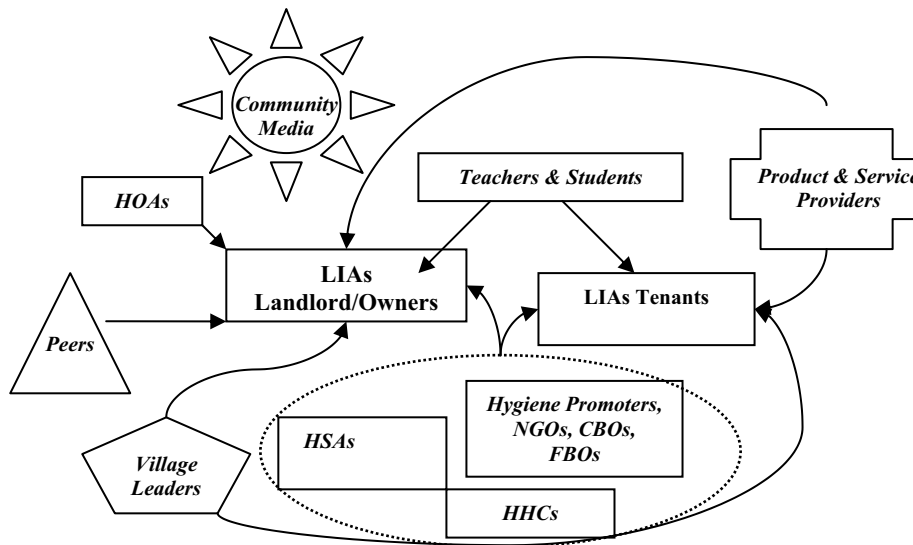 Community
Media
Teachers & Students
Product & Service
Providers
HOAs
LIAs
Landlord/Owners
LIAs Tenants
Peers
Hygiene Promoters,
NGOs, CBOs,
FBOs
HSAs
Village
Leaders
HHCs